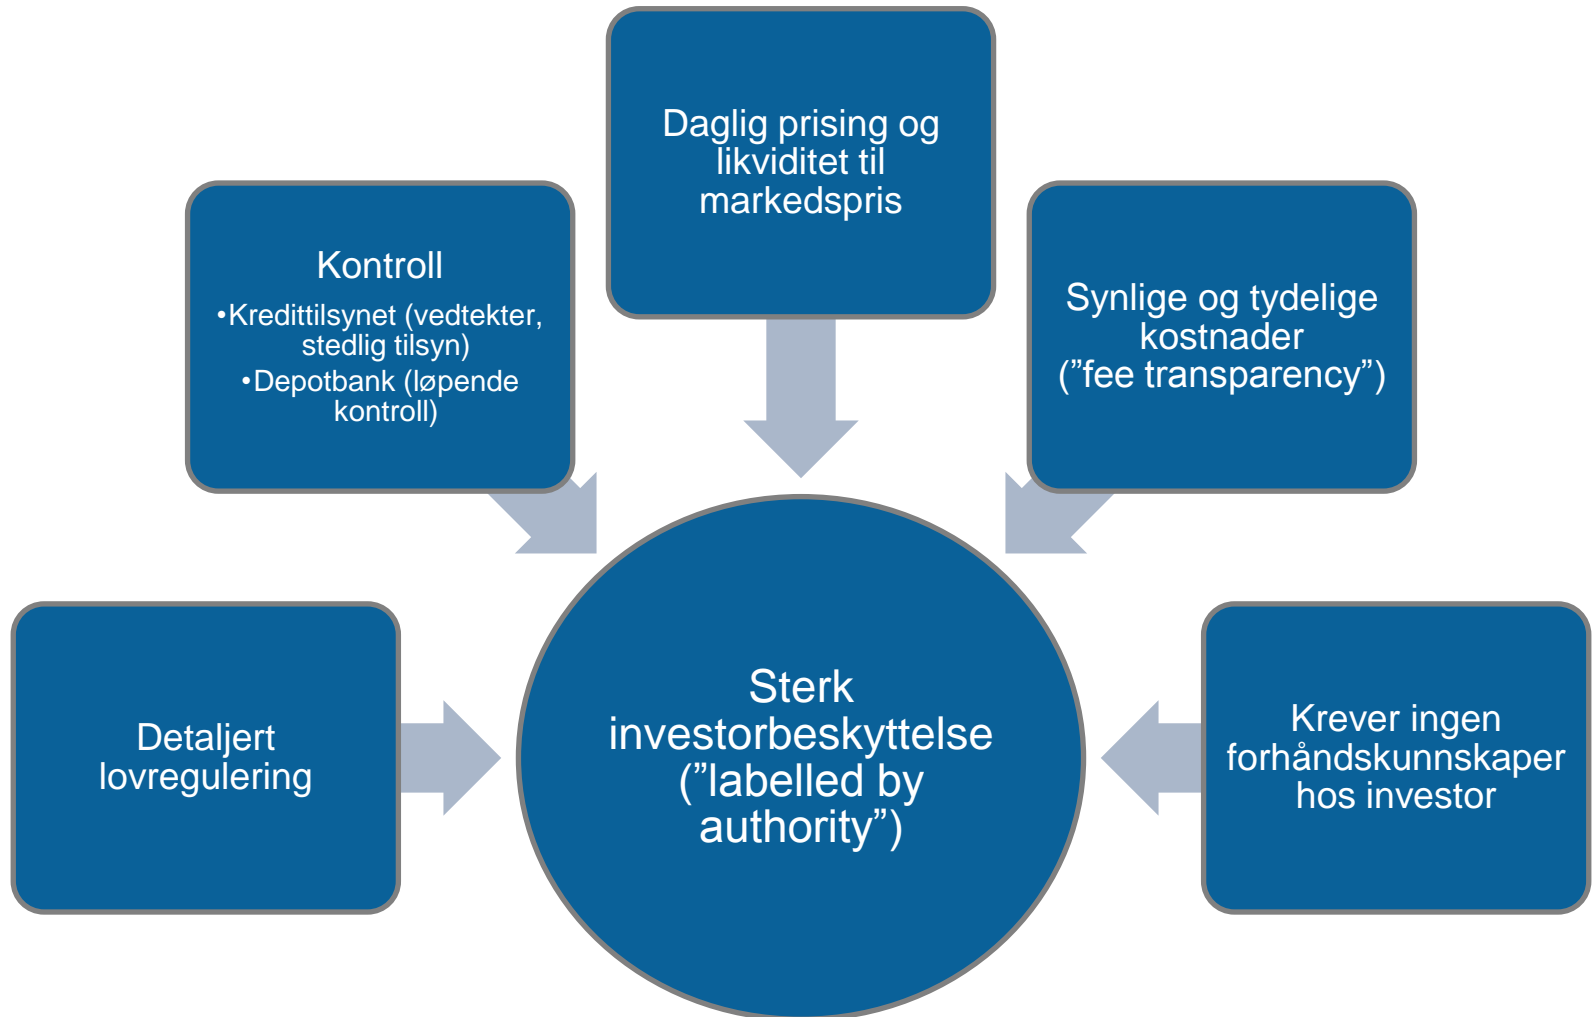 Daglig prising og
likviditet til
markedspris
Kontroll
•Kredittilsynet (vedtekter,
stedlig tilsyn)
•Depotbank (løpende
kontroll)
Synlige og tydelige
kostnader
(”fee transparency”)
Detaljert
lovregulering
Sterk
investorbeskyttelse
(”labelled by
authority”)
Krever ingen
forhåndskunnskaper
hos investor